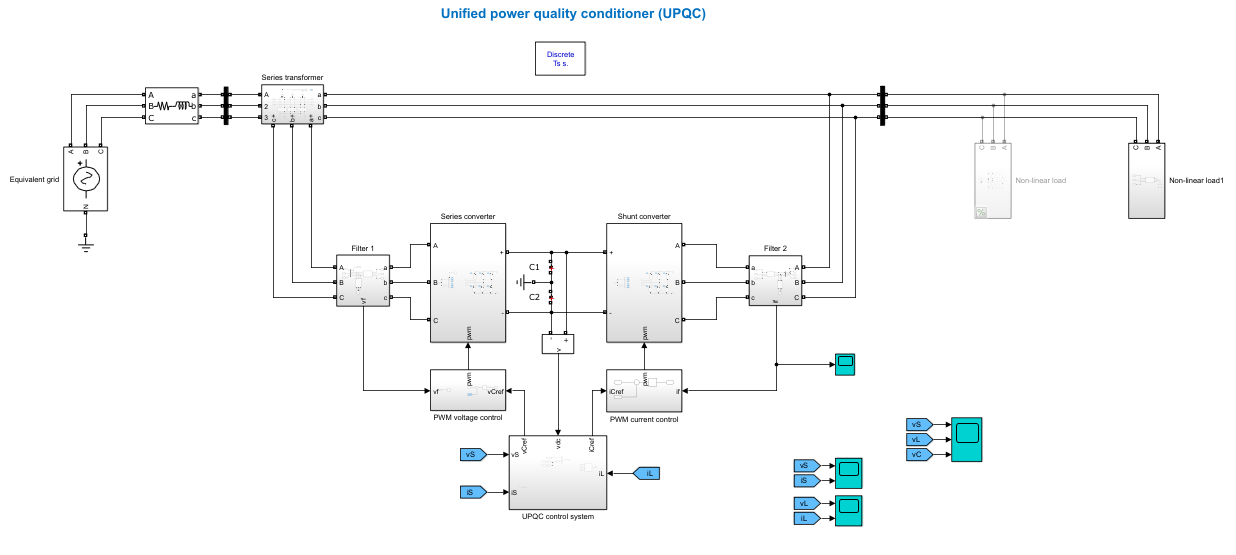 Unified power quality conditioner (UPQC)
Discrete
Ts s.
Series transformer
A a
B b
C c
A a
2 b
3 c
c+ b+ a+
A B C
N
Equivalent grid
C B A
Non-linear load
C B A
Non-linear load1
Series converter
Shunt converter
A
B
C
+
-
pwm
+
-
A
B
C
pwm
Filter 1
A a
B b
C c
vf
Filter 2
a A
b B
c C
if
C1
C2
- +
v
vf
pwm
vCref
PWM voltage control
iCref
pwm
if
PWM current control
vCref
vdc
iCref
vS
vS
iL
iL
iS
iS
UPQC control system
vS
vL
vC
vS
iS
vL
iL